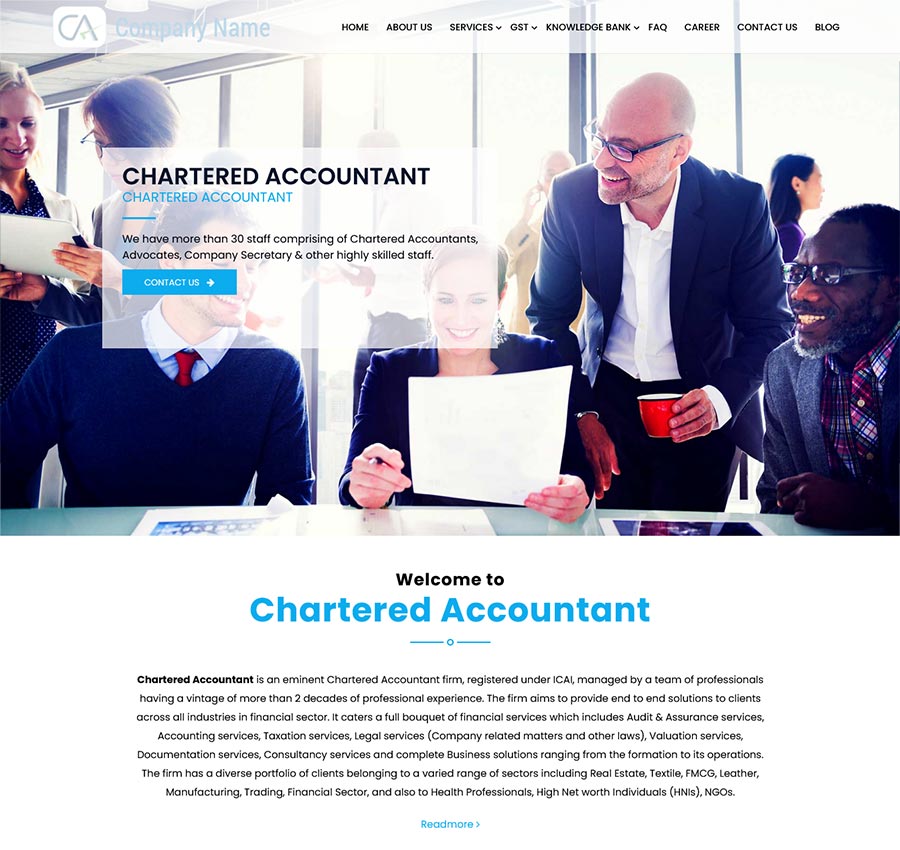 CA Company Name
HOME ABOUT US SERVICES GST KNOWLEDGE BANK FAQ CAREER CONTACT US BLOG
CHARTERED ACCOUNTANT
CHARTERED ACCOUNTANT
We have more than 30 staff comprising of Chartered Accountants,
Advocates, Company Secretary & other highly skilled staff.
CONTACT US
Welcome to
Chartered Accountant
Chartered Accountant is an eminent Chartered Accountant firm, registered under ICAI, managed by a team of professionals
having a vintage of more than 2 decades of professional experience. The firm aims to provide end to end solutions to clients
across all industries in financial sector. It caters a full bouquet of financial services which includes Audit & Assurance services,
Accounting services, Taxation services, Legal services (Company related matters and other laws), Valuation services,
Documentation services, Consultancy services and complete Business solutions ranging from the formation to its operations.
The firm has a diverse portfolio of clients belonging to a varied range of sectors including Real Estate, Textile, FMCG, Leather,
Manufacturing, Trading, Financial Sector, and also to Health Professionals, High Net worth Individuals (HNIs), NGOs.
Readmore